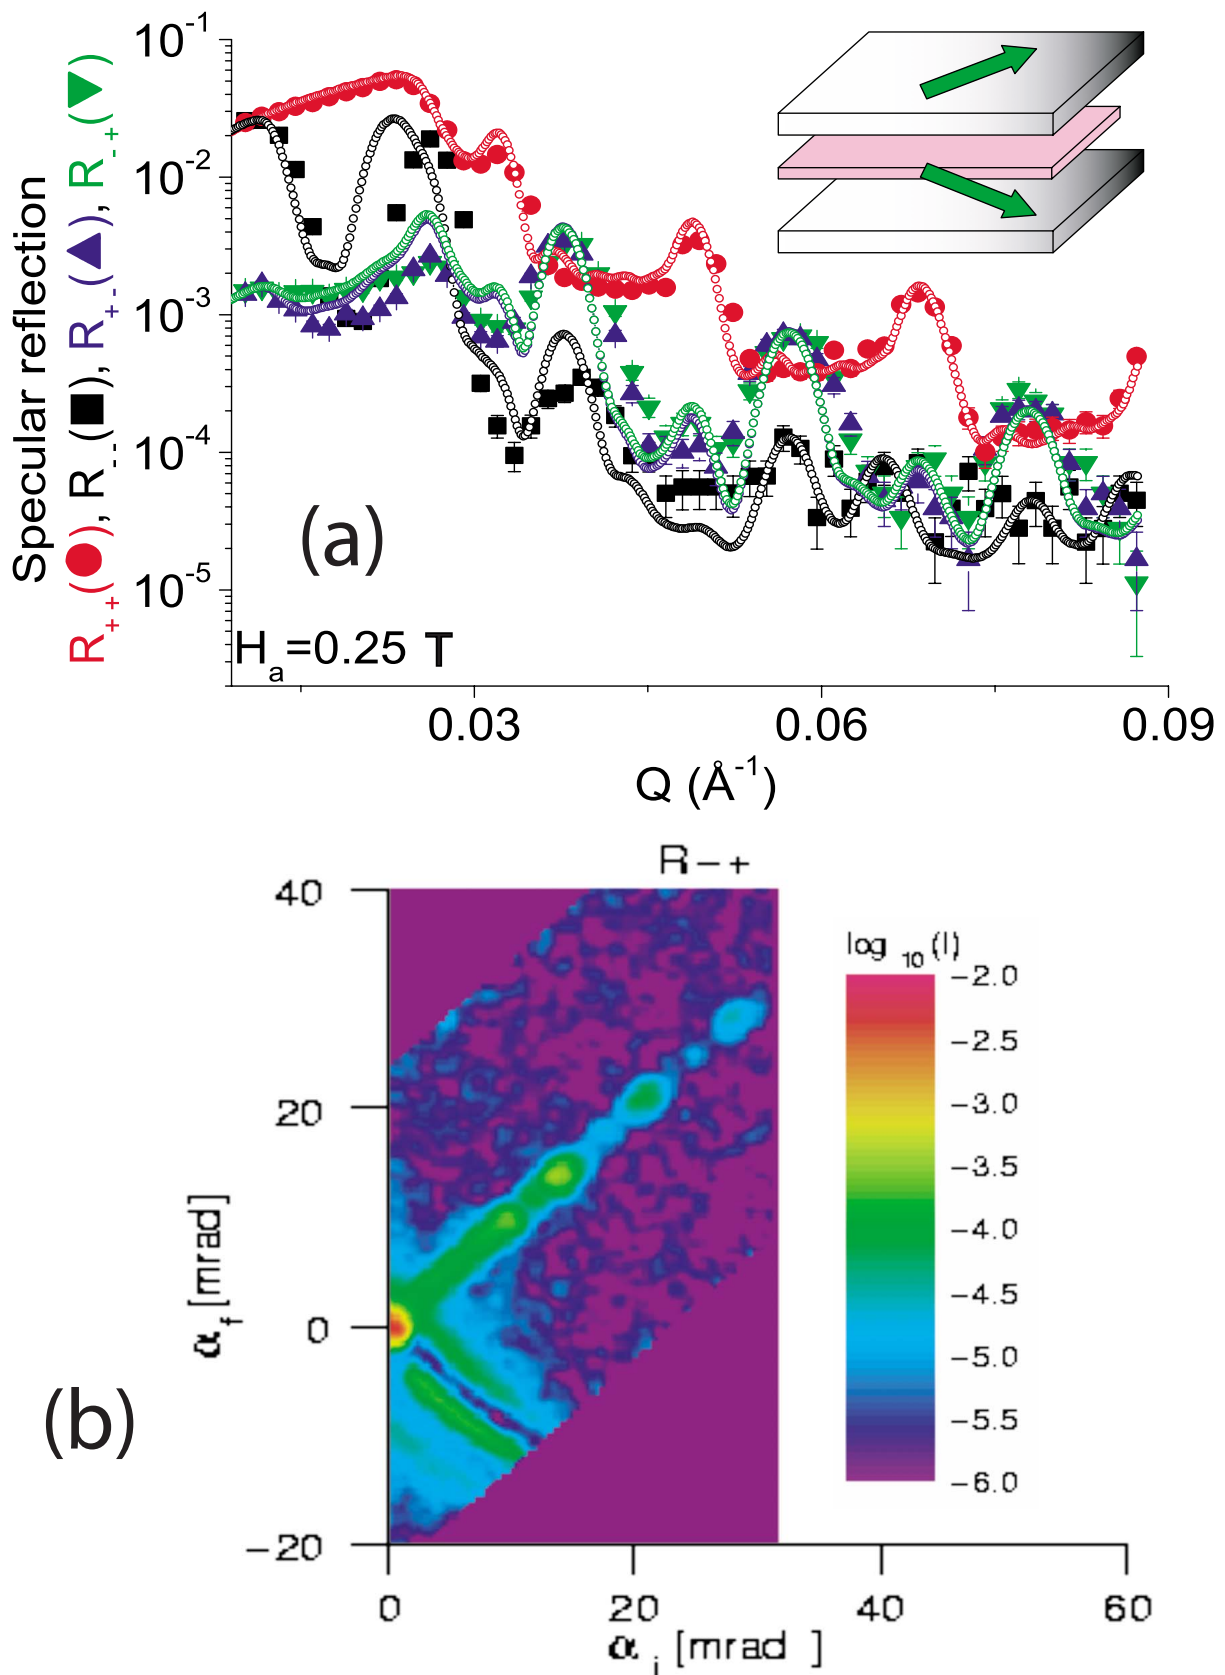 Specular reflection
R++(●), R--(■), R+-(▲), R-+(▼)
10-1
10-2
10-3
10-4
10-5
(a)
Ha=0.25 T
0.03
0.06
0.09
Q (Å-1)
R-+
40
20
0
-20
αf [mrad]
(b)
log 10 (I)
-2.0
-2.5
-3.0
-3.5
-4.0
-4.5
-5.0
-5.5
-6.0
0
20
40
60
αi [mrad ]